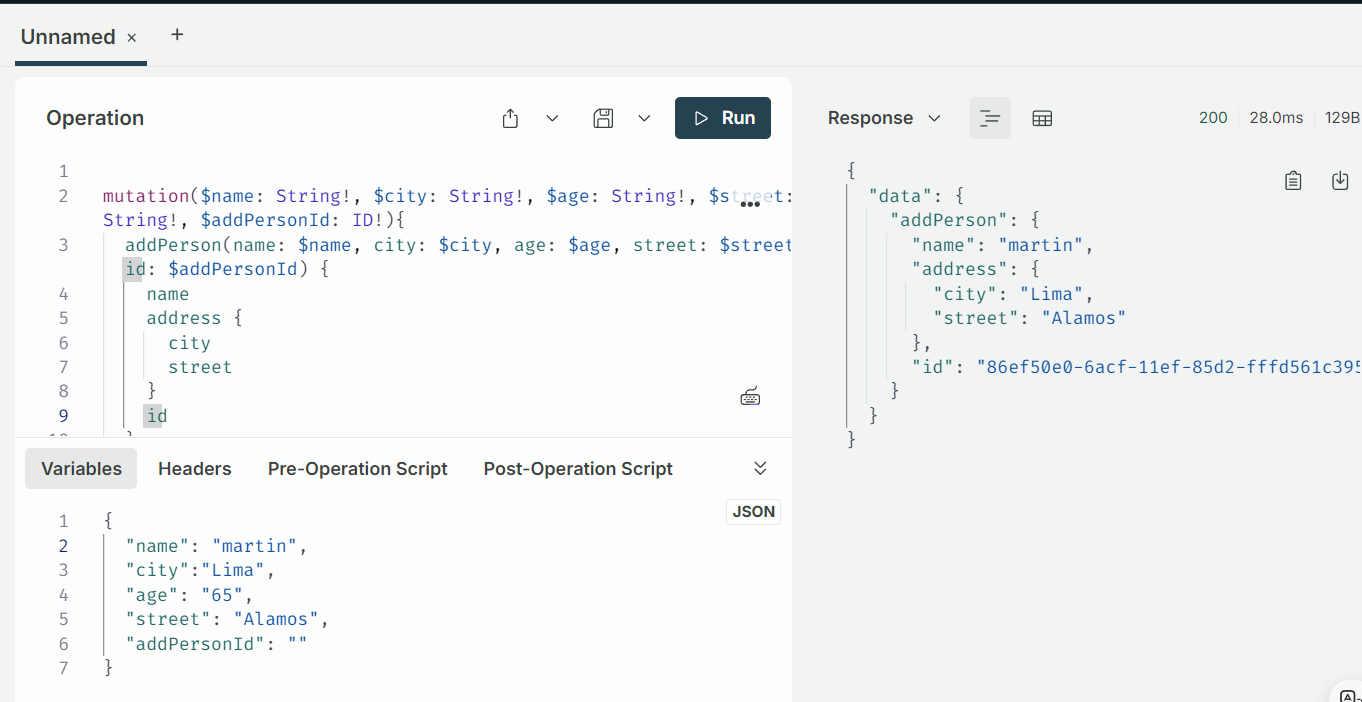 Unnamed × +
Operation
Run
1
2 mutation($name: String!, $city: String!, $age: String!, $street:
String!, $addPersonId: ID!){
3 addPerson(name: $name, city: $city, age: $age, street: $street
id: $addPersonId) {
4 name
5 address {
6 city
7 street
8 }
9 id
10 }
Variables Headers Pre-Operation Script Post-Operation Script
JSON
1 {
2 "name": "martin",
3 "city":"Lima",
4 "age": "65",
5 "street": "Alamos",
6 "addPersonId": ""
7 }
Response
200 28.0ms 129B
{
"data": {
"addPerson": {
"name": "martin",
"address": {
"city": "Lima",
"street": "Alamos"
},
"id": "86ef50e0-6acf-11ef-85d2-fffd561c395
}
}
}